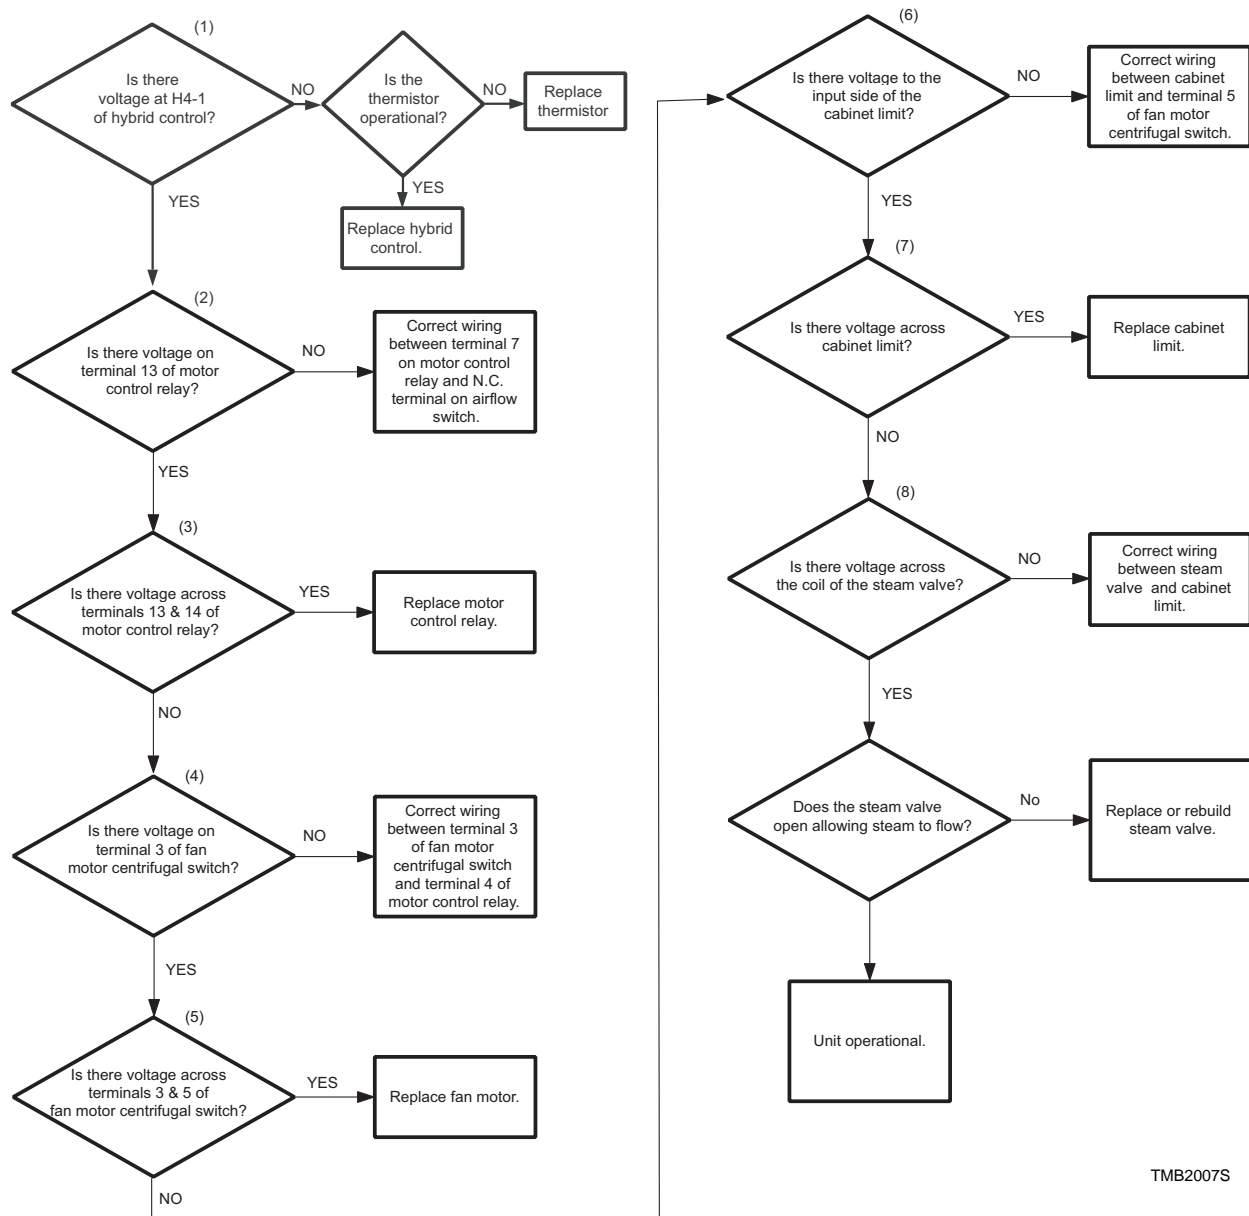 (1)
Is there
voltage at H4-1
of hybrid control?
NO
Is the
thermistor
operational?
NO
Replace
thermistor
YES
Replace hybrid
control.
YES
(2)
Is there voltage on
terminal 13 of motor
control relay?
NO
Correct wiring
between terminal 7
on motor control
relay and N.C.
terminal on airflow
switch.
YES
(3)
Is there voltage across
terminals 13 & 14 of
motor control relay?
YES
Replace motor
control relay.
NO
(4)
Is there voltage on
terminal 3 of fan
motor centrifugal switch?
NO
Correct wiring
between terminal 3
of fan motor
centrifugal switch
and terminal 4 of
motor control relay.
YES
(5)
Is there voltage across
terminals 3 & 5 of
fan motor centrifugal switch?
YES
Replace fan motor.
NO
(6)
Is there voltage to the
input side of the
cabinet limit?
NO
Correct wiring
between cabinet
limit and terminal 5
of fan motor
centrifugal switch.
YES
(7)
Is there voltage across
cabinet limit?
YES
Replace cabinet
limit.
NO
(8)
Is there voltage across
the coil of the steam valve?
NO
Correct wiring
between steam
valve and cabinet
limit.
YES
Does the steam valve
open allowing steam to flow?
No
Replace or rebuild
steam valve.
Unit operational.
TMB2007S